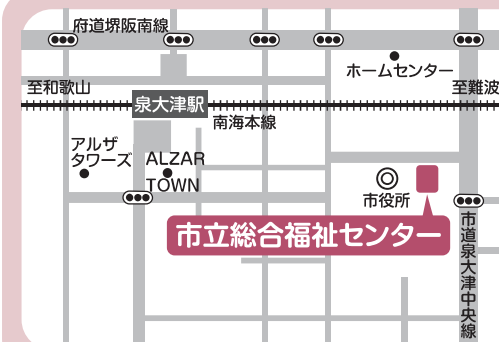 府道堺阪南線
ホームセンター
至和歌山
至難波
泉大津駅
南海本線
アルザ
タワーズ
ALZAR
TOWN
市役所
市立総合福祉センター
市道泉大津中央線